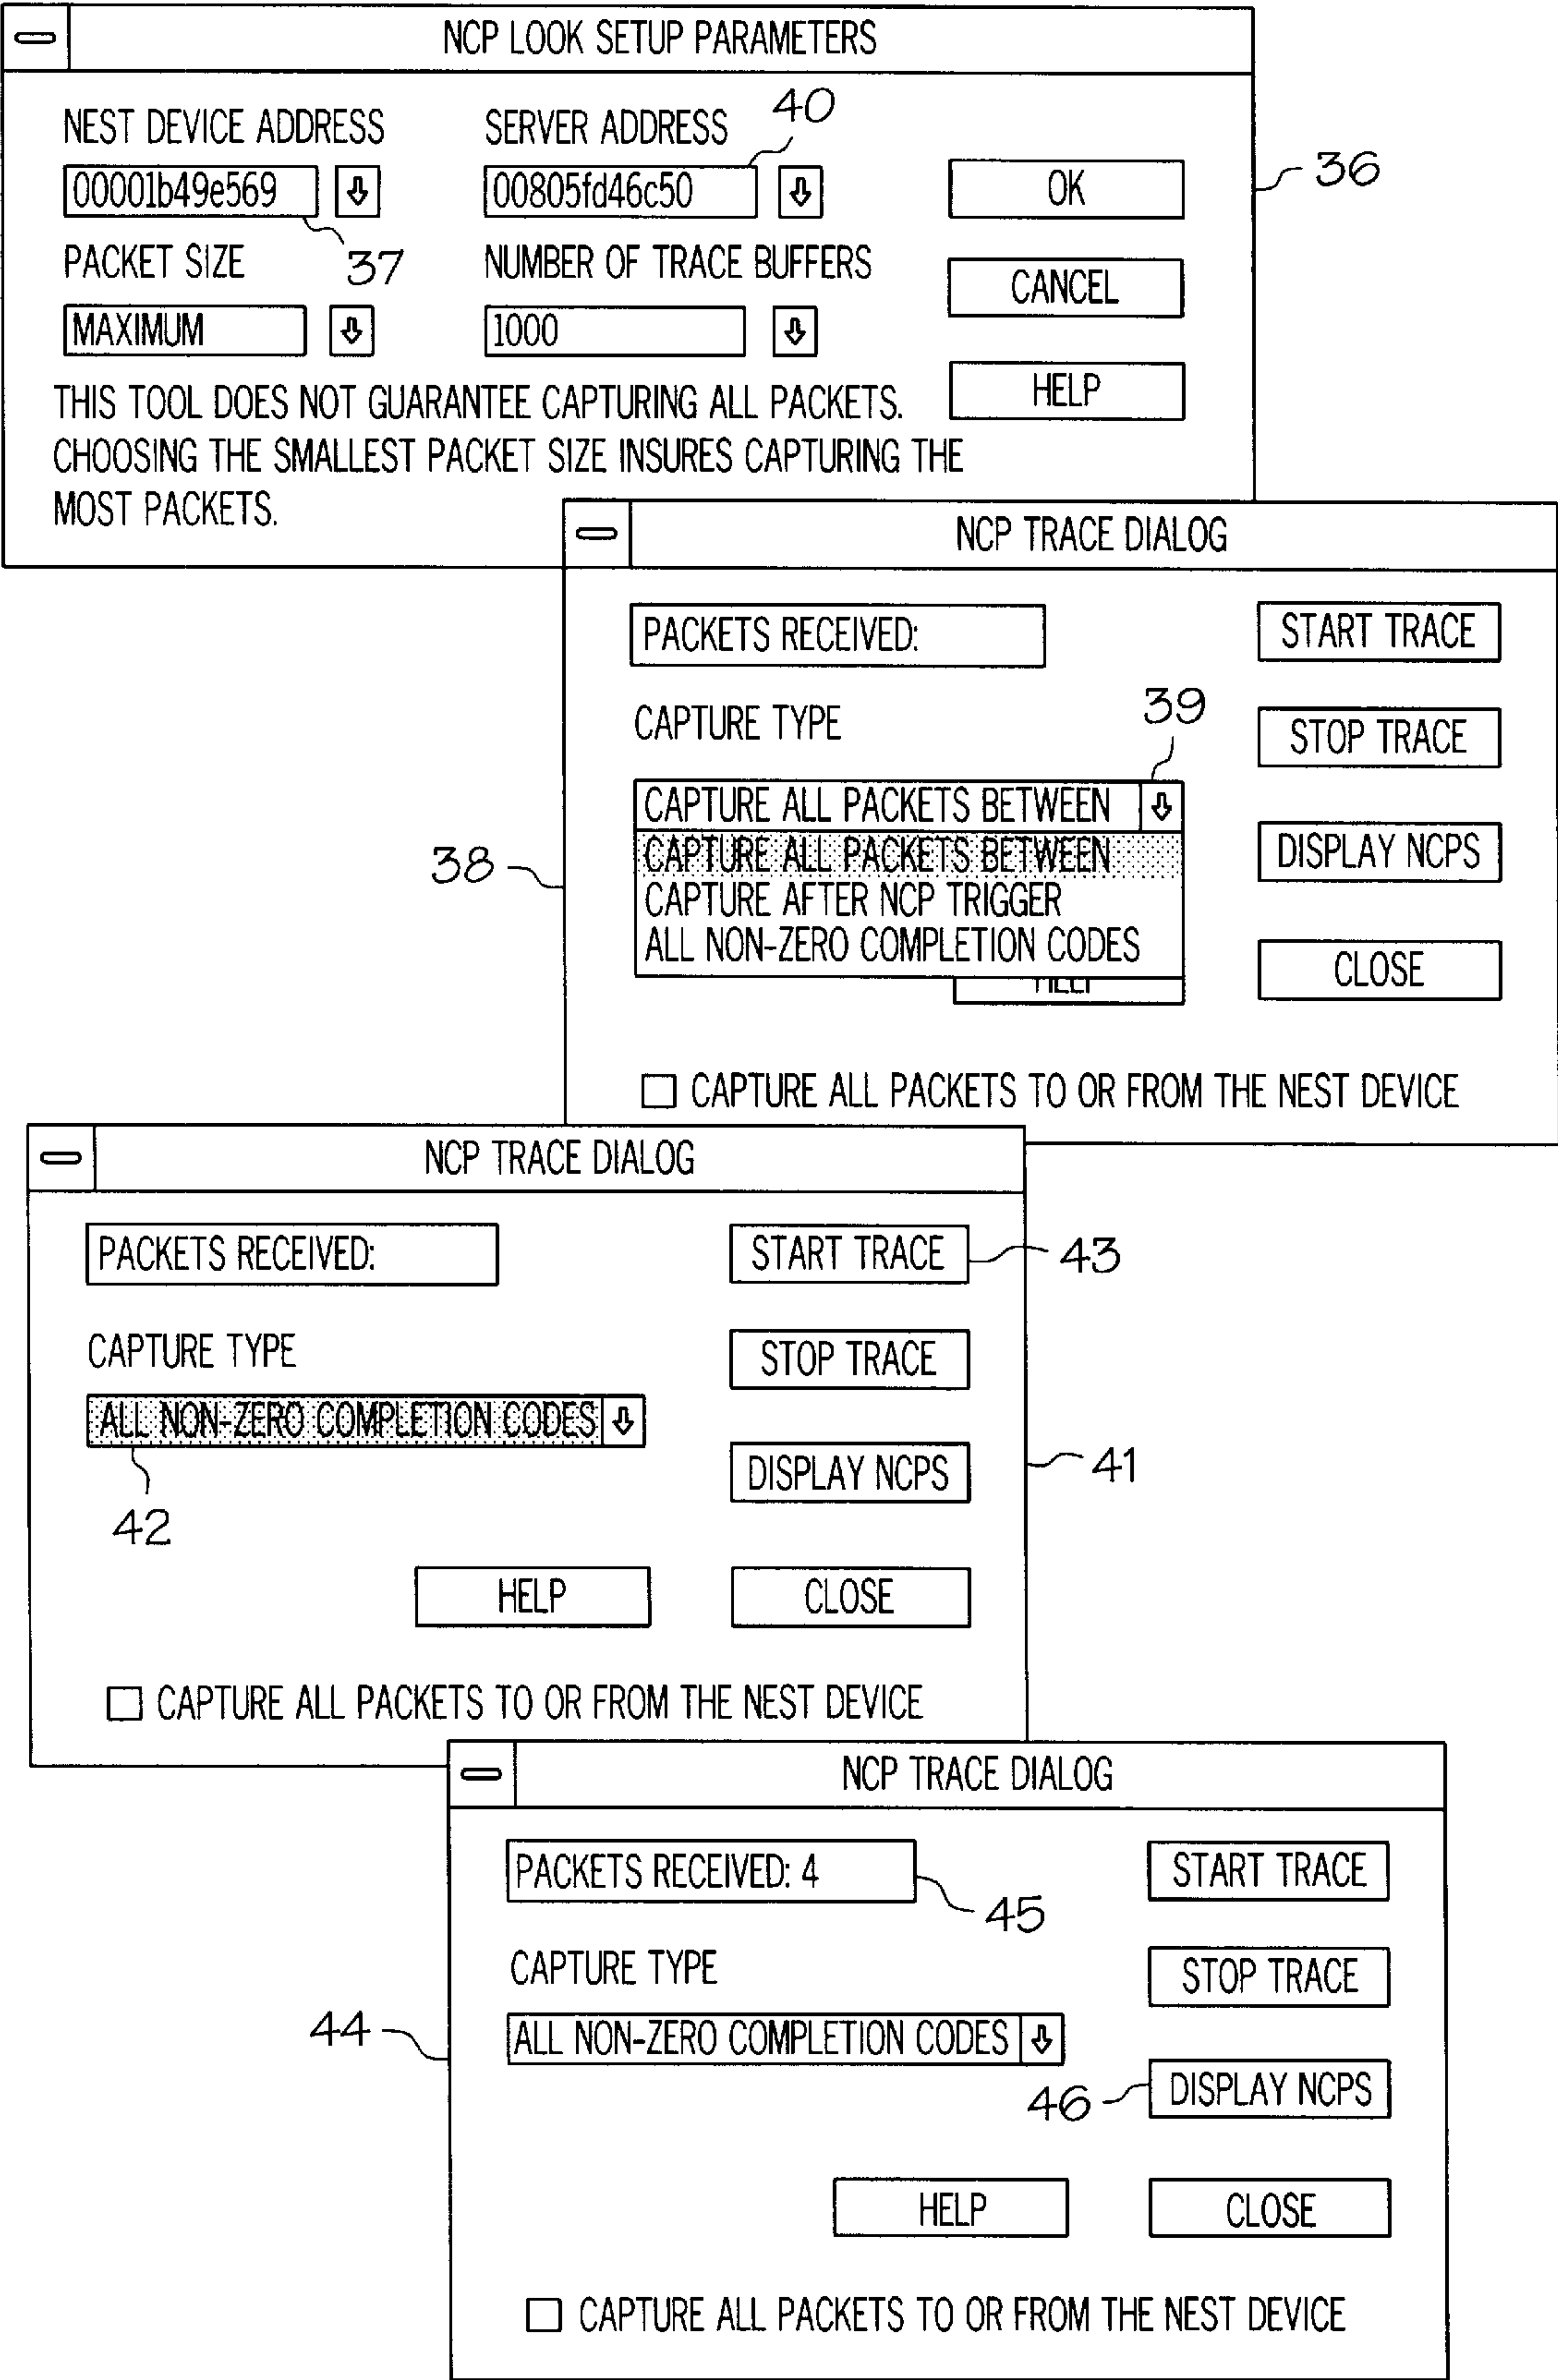 NCP LOOK SETUP PARAMETERS
NEST DEVICE ADDRESS
SERVER ADDRESS
40
00001b49e569
00805fd46c50
OK
36
37
PACKET SIZE
NUMBER OF TRACE BUFFERS
CANCEL
MAXIMUM
1000
HELP
THIS TOOL DOES NOT GUARANTEE CAPTURING ALL PACKETS.
CHOOSING THE SMALLEST PACKET SIZE INSURES CAPTURING THE
MOST PACKETS.
NCP TRACE DIALOG
PACKETS RECEIVED:
START TRACE
CAPTURE TYPE
39
STOP TRACE
CAPTURE ALL PACKETS BETWEEN
38
CAPTURE ALL PACKETS BETWEEN
DISPLAY NCPS
CAPTURE AFTER NCP TRIGGER
ALL NON-ZERO COMPLETION CODES
CLOSE
HELP
CAPTURE ALL PACKETS TO OR FROM THE NEST DEVICE
NCP TRACE DIALOG
PACKETS RECEIVED:
START TRACE
43
CAPTURE TYPE
STOP TRACE
ALL NON-ZERO COMPLETION CODES
42
DISPLAY NCPS
41
HELP
CLOSE
CAPTURE ALL PACKETS TO OR FROM THE NEST DEVICE
NCP TRACE DIALOG
PACKETS RECEIVED: 4
45
START TRACE
CAPTURE TYPE
STOP TRACE
44
ALL NON-ZERO COMPLETION CODES
46
DISPLAY NCPS
HELP
CLOSE
CAPTURE ALL PACKETS TO OR FROM THE NEST DEVICE